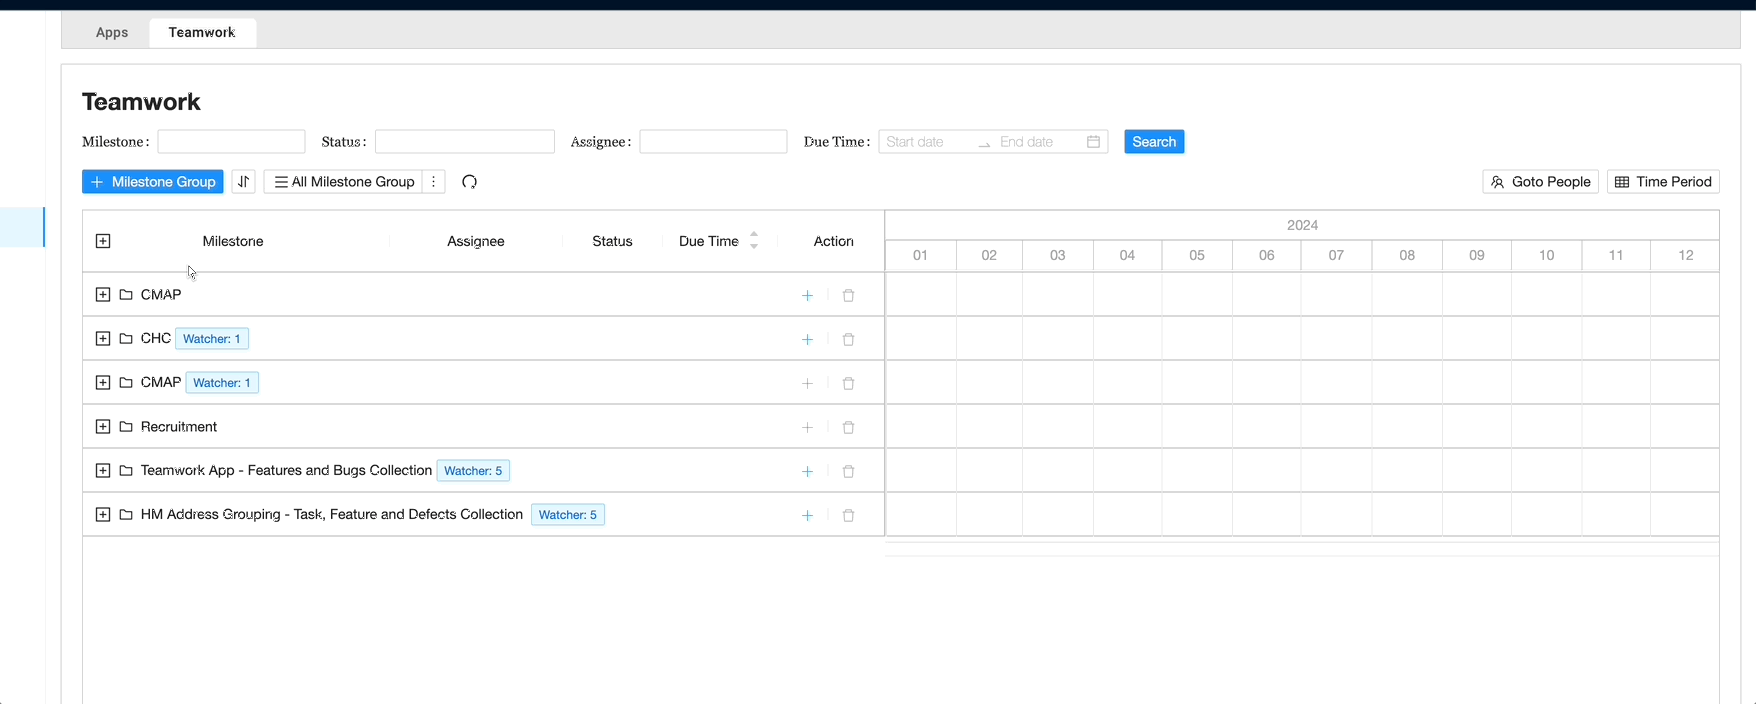 Apps Teamwork
Teamwork
Milestone: Status: Assignee: Due Time: Start date End date Search
Milestone Group All Milestone Group Goto People Time Period
Milestone Assignee Status Due Time Action
2024
01 02 03 04 05 06 07 08 09 10 11 12
CMAP
CHC Watcher: 1
CMAP Watcher: 1
Recruitment
Teamwork App - Features and Bugs Collection Watcher: 5
HM Address Grouping - Task, Feature and Defects Collection Watcher: 5